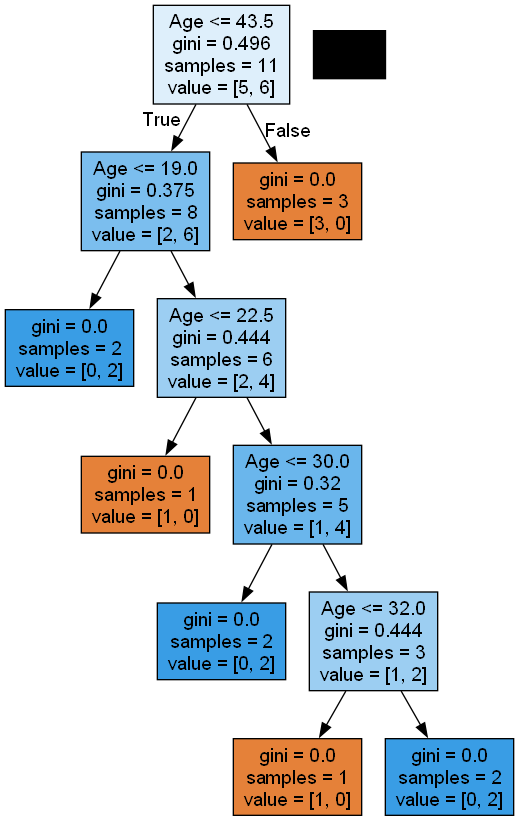 Age <= 43.5
gini = 0.496
samples = 11
value = [5, 6]
True
False
Age <= 19.0
gini = 0.375
samples = 8
value = [2, 6]
gini = 0.0
samples = 3
value = [3, 0]
gini = 0.0
samples = 2
value = [0, 2]
Age <= 22.5
gini = 0.444
samples = 6
value = [2, 4]
gini = 0.0
samples = 1
value = [1, 0]
Age <= 30.0
gini = 0.32
samples = 5
value = [1, 4]
gini = 0.0
samples = 2
value = [0, 2]
Age <= 32.0
gini = 0.444
samples = 3
value = [1, 2]
gini = 0.0
samples = 1
value = [1, 0]
gini = 0.0
samples = 2
value = [0, 2]